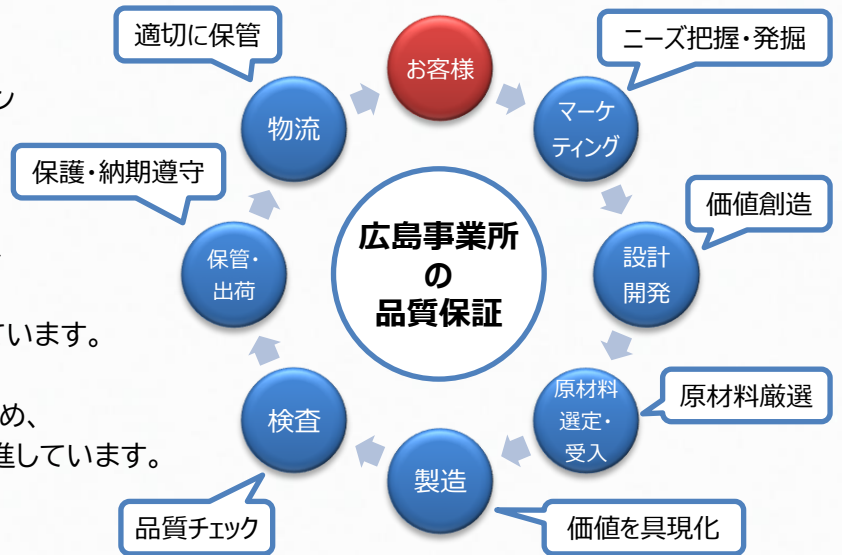 適切に保管
お客様
ニーズ把握・発掘
ン
物流
マーケ
ティング
保護・納期遵守
価値創造
広島事業所
の
品質保証
保管・
出荷
設計
開発
ています。
原材料
選定・
受入
原材料厳選
検査
め、
進しています。
製造
品質チェック
価値を具現化